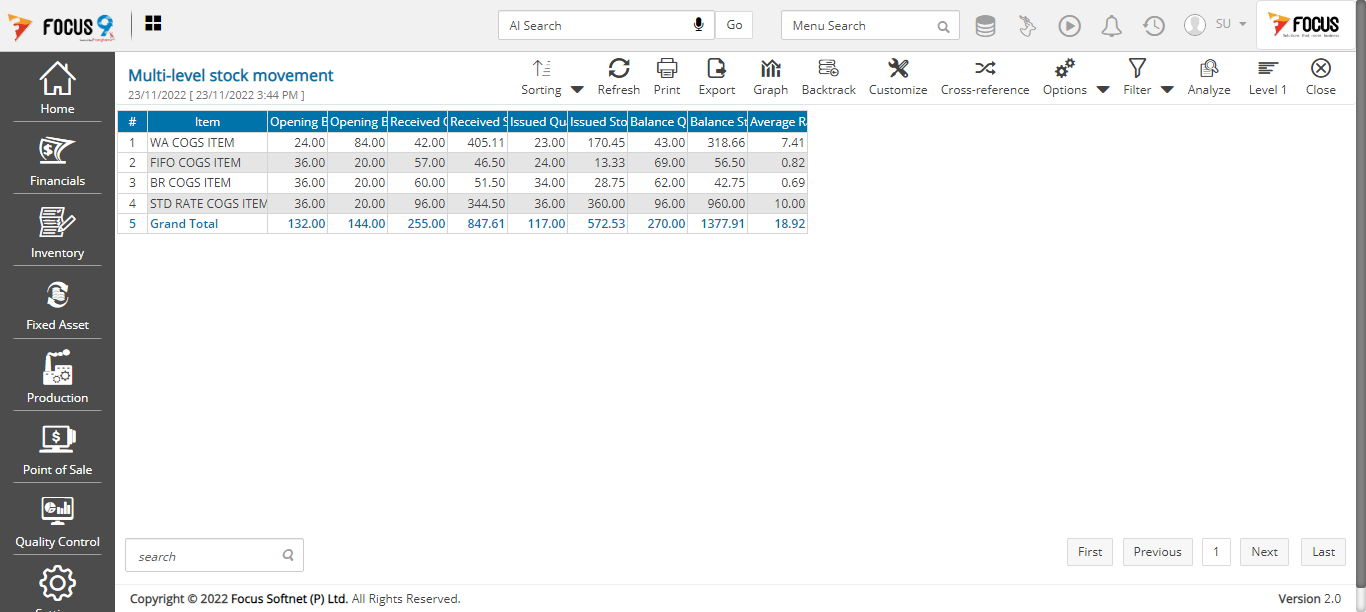 FOCUS 9
AI Search
Go
Menu Search
SU
FOCUS
Home
Financials
Inventory
Fixed Asset
Production
Point of Sale
Quality Control
Multi-level stock movement
23/11/2022 [ 23/11/2022 3:44 PM ]
Sorting Refresh Print Export Graph Backtrack Customize Cross-reference Options Filter Analyze Level 1 Close
# Item Opening Opening Received Received Issued Qu Issued Sto Balance Q Balance St Average R
1 WA COGS ITEM 24.00 84.00 42.00 405.11 23.00 170.45 43.00 318.66 7.41
2 FIFO COGS ITEM 36.00 20.00 57.00 46.50 24.00 13.33 69.00 56.50 0.82
3 BR COGS ITEM 36.00 20.00 60.00 51.50 34.00 28.75 62.00 42.75 0.69
4 STD RATE COGS ITEM 36.00 20.00 96.00 344.50 36.00 360.00 96.00 960.00 10.00
5 Grand Total 132.00 144.00 255.00 847.61 117.00 572.53 270.00 1377.91 18.92
search
First Previous 1 Next Last
Copyright © 2022 Focus Softnet (P) Ltd. All Rights Reserved.
Version 2.0